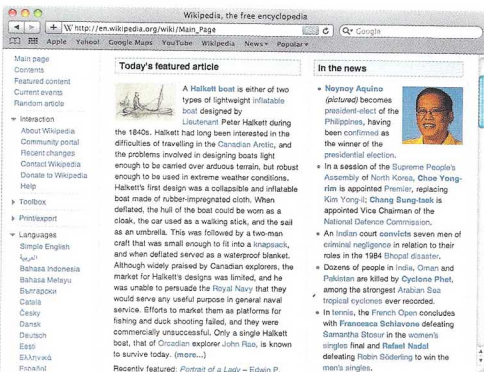 Wikipedia, the free encyclopedia
http://en.wikipedia.org/wiki/Main_Page
Google
Apple Yahoo! Google Maps YouTube Wikipedia News Popular
Main page
Contents
Featured content
Current events
Random article
Interaction
About Wikipedia
Community portal
Recent changes
Contact Wikipedia
Donate to Wikipedia
Help
Toolbox
Print/export
Languages
Simple English
العربية
Bahasa Indonesia
Bahasa Melayu
Български
Català
Česky
Dansk
Deutsch
Eesti
Ελληνικά
Español
Today's featured article
A Halkett boat is either of two
types of lightweight inflatable
boat designed by
Lieutenant Peter Halkett during
the 1840s. Halkett had long been interested in the
difficulties of travelling in the Canadian Arctic, and
the problems involved in designing boats light
enough to be carried over arduous terrain, but robust
enough to be used in extreme weather conditions.
Halkett's first design was a collapsible and inflatable
boat made of rubber-impregnated cloth. When
deflated, the hull of the boat could be worn as a
cloak, the oar used as a walking stick, and the sail
as an umbrella. This was followed by a two-man
craft that was small enough to fit into a knapsack,
and when deflated served as a waterproof blanket.
Although widely praised by Canadian explorers, the
market for Halkett's designs was limited, and he
was unable to persuade the Royal Navy that they
would serve any useful purpose in general naval
service. Efforts to market them as platforms for
fishing and duck shooting failed, and they were
commercially unsuccessful. Only a single Halkett
boat, that of Orcadian explorer John Rae, is known
to survive today. (more...)
Recently featured: Portrait of a Lady – Edwin P.
In the news
Noynoy Aquino
(pictured) becomes
president-elect of the
Philippines, having
been confirmed as
the winner of the
presidential election.
In a session of the Supreme People's
Assembly of North Korea, Choe Yong-
rim is appointed Premier, replacing
Kim Yong-il; Chang Sung-taek is
appointed Vice Chairman of the
National Defence Commission.
An Indian court convicts seven men of
criminal negligence in relation to their
roles in the 1984 Bhopal disaster.
Dozens of people in India, Oman and
Pakistan are killed by Cyclone Phet,
among the strongest Arabian Sea
tropical cyclones ever recorded.
In tennis, the French Open concludes
with Francesca Schiavone defeating
Samantha Stosur in the women's
singles final and Rafael Nadal
defeating Robin Söderling to win the
men's singles.